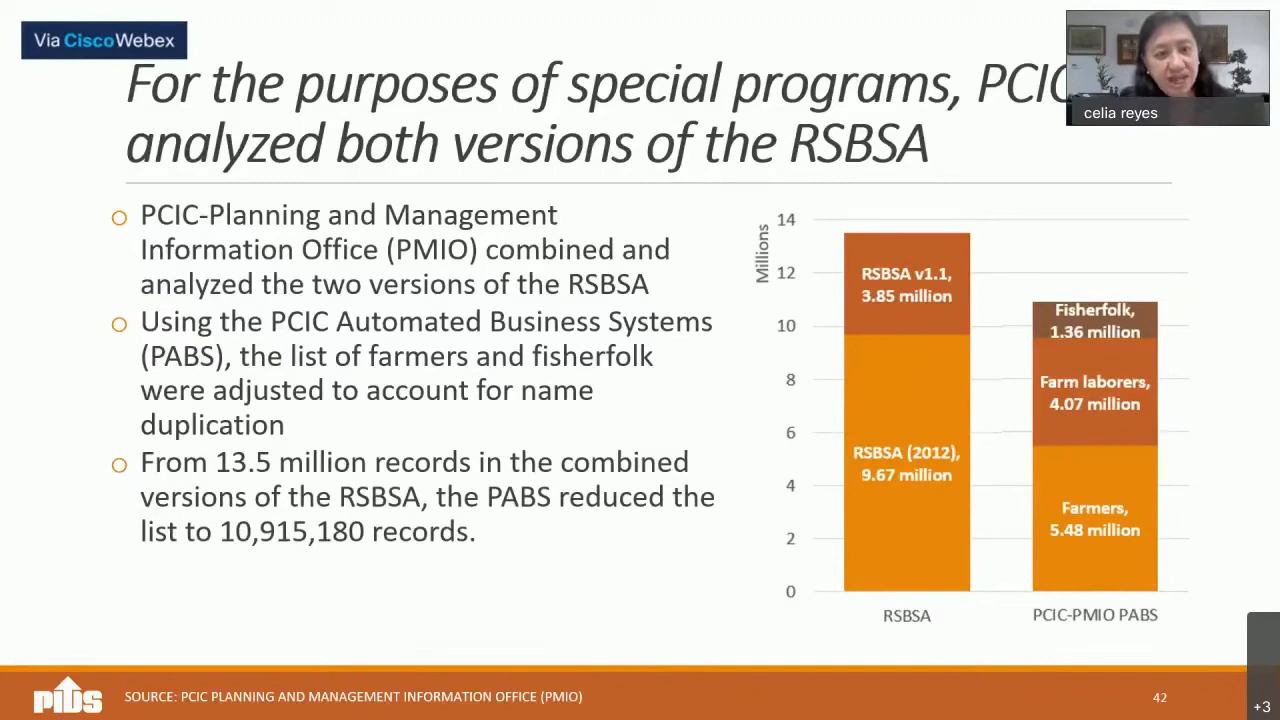 Via CiscoWebex
For the purposes of special programs, PCIC
analyzed both versions of the RSBSA
celia reyes
PCIC-Planning and Management
Information Office (PMIO) combined and
analyzed the two versions of the RSBSA
Using the PCIC Automated Business Systems
(PABS), the list of farmers and fisherfolk
were adjusted to account for name
duplication
From 13.5 million records in the combined
versions of the RSBSA, the PABS reduced the
list to 10,915,180 records.
Millions
14
12
10
8
6
4
2
0
RSBSA v1.1,
3.85 million
RSBSA (2012),
9.67 million
Fisherfolk,
1.36 million
Farm laborers,
4.07 million
Farmers,
5.48 million
RSBSA
PCIC-PMIO PABS
pids
SOURCE: PCIC PLANNING AND MANAGEMENT INFORMATION OFFICE (PMIO)
42
+3